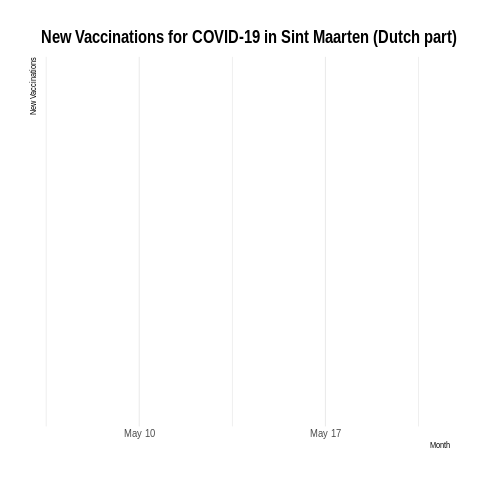 New Vaccinations for COVID-19 in Sint Maarten (Dutch part)
New Vaccinations
May 10
May 17
Month